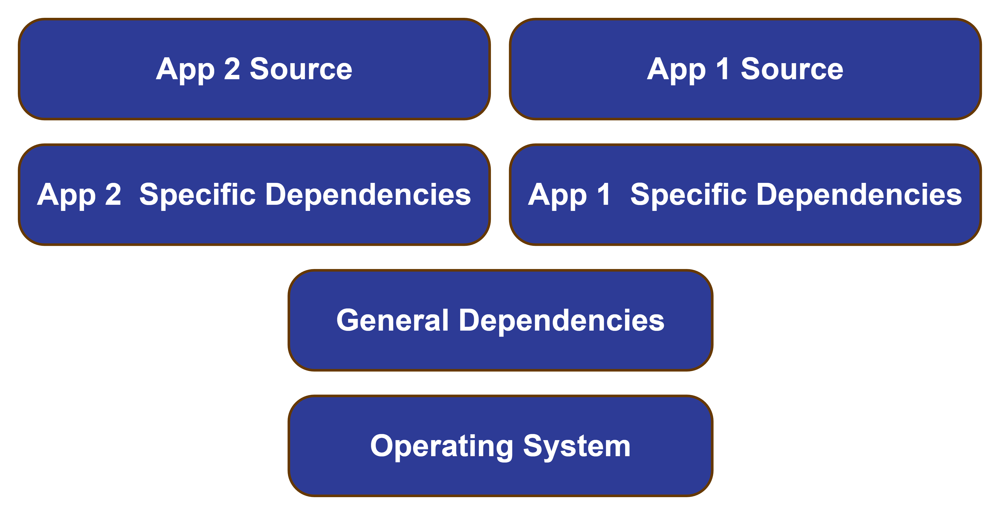 App 2 Source
App 1 Source
App 2  Specific Dependencies
App 1  Specific Dependencies
General Dependencies
Operating System